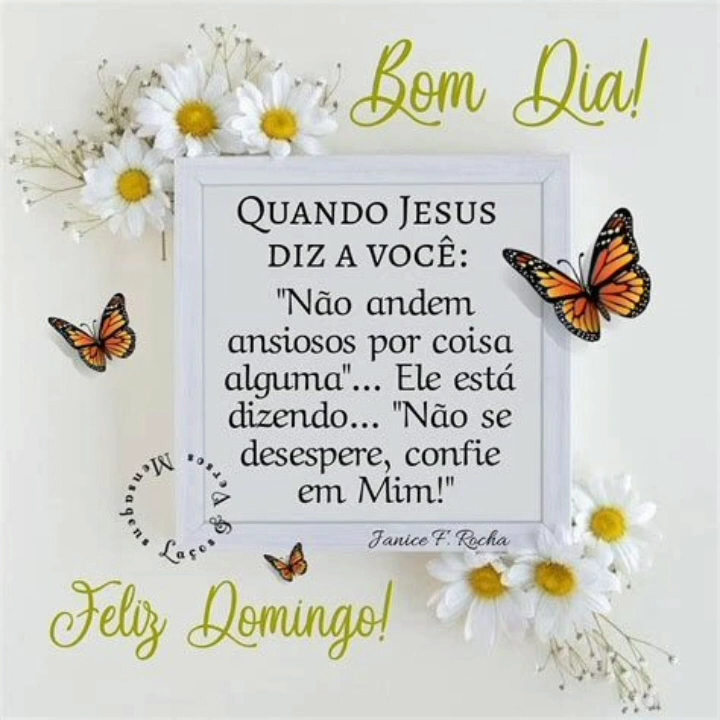 Bom Dia!
QUANDO JESUS
DIZ A VOCÊ:
"Não andem
ansiosos por coisa
alguma"... Ele está
dizendo... "Não se
desespere, confie
em Mim!"
Janice F. Rocha
Mensagens Laços & Versos
Feliz Domingo!